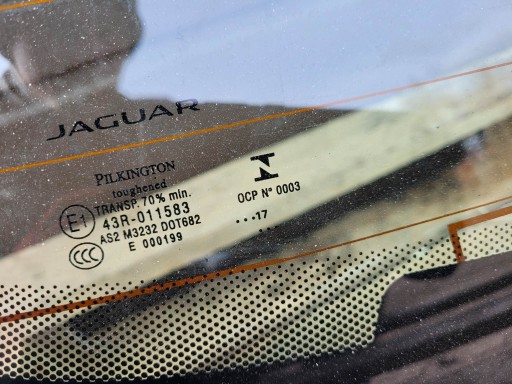 JAGUAR
PILKINGTON
toughened
TRANSP. 70% min.
E1 43R-011583
AS2 M3232 DOT682
E 000199
CCC
OCP Nº 0003
...17
...